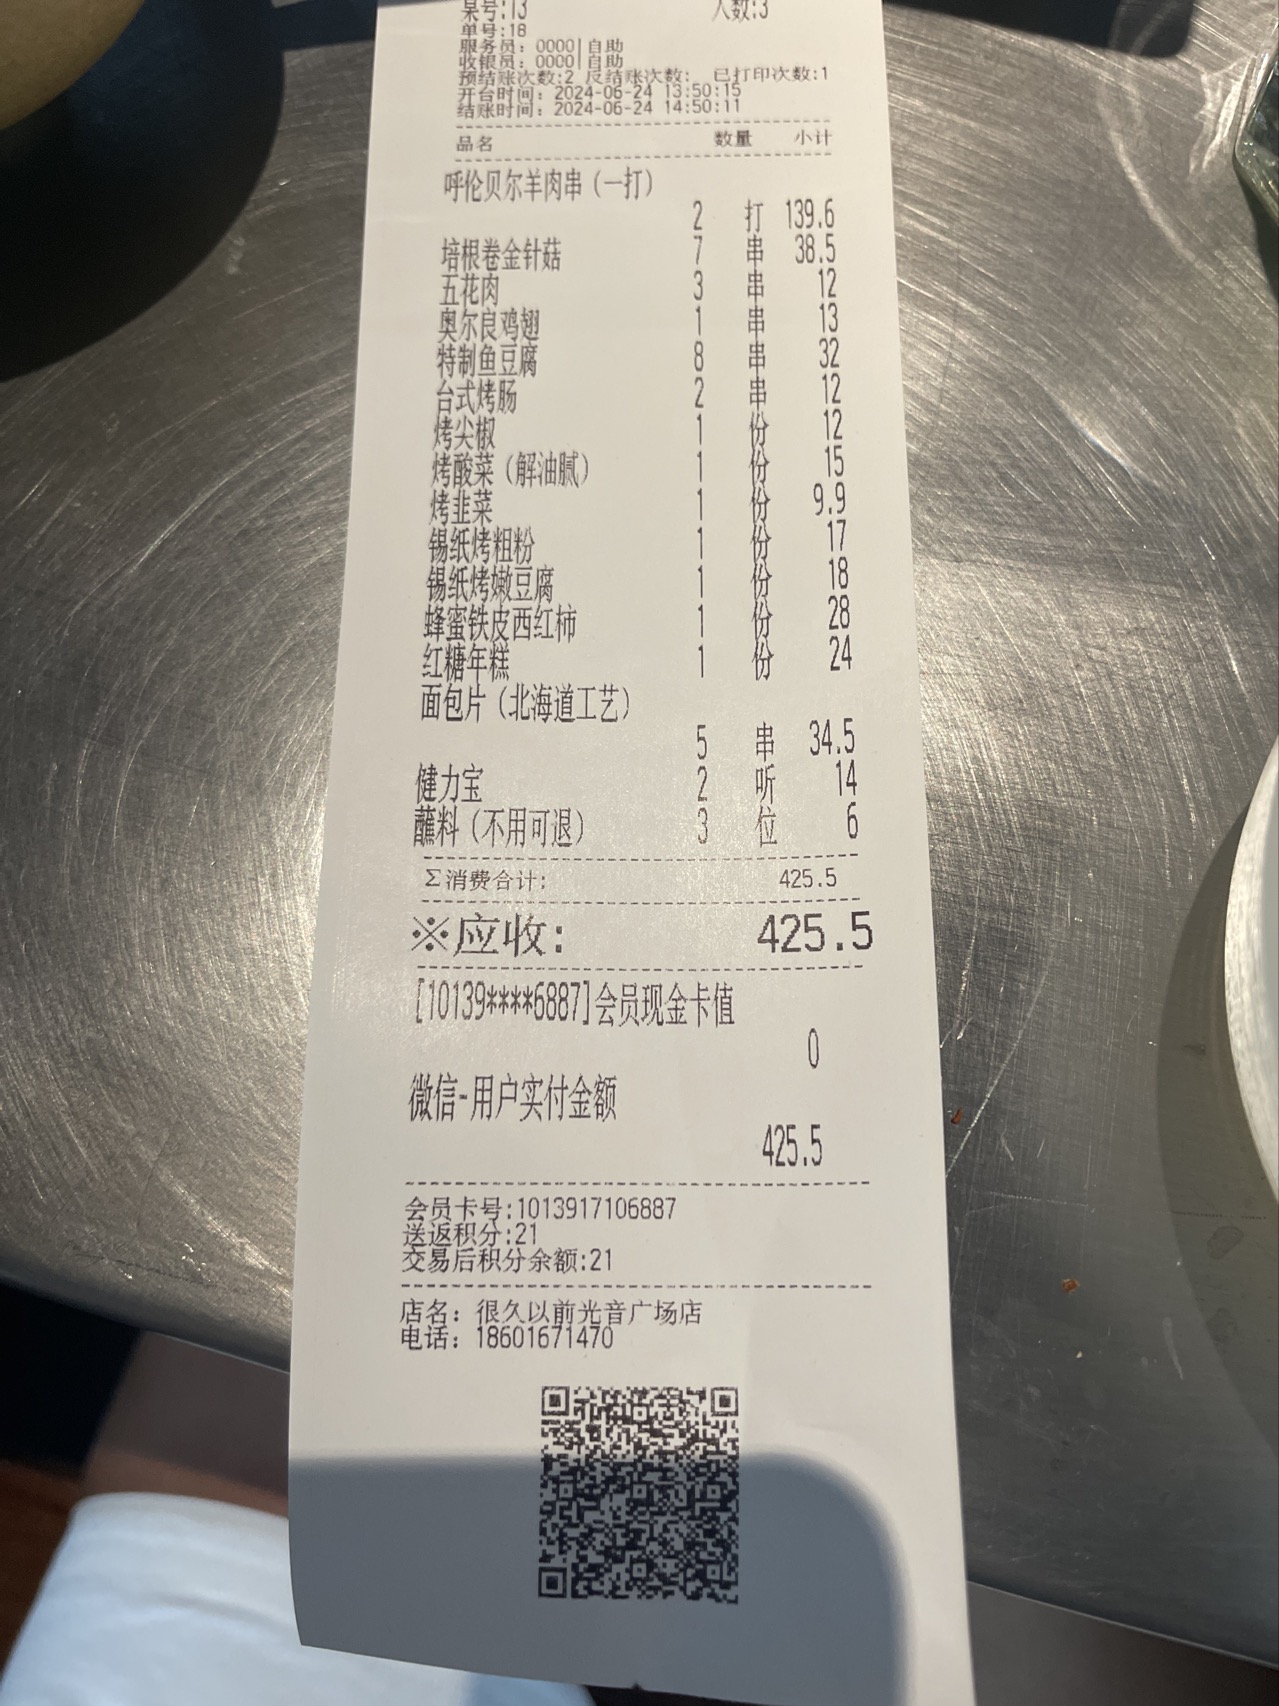 桌号:13 人数:3
单号:18
服务员: 0000|自助
收银员: 0000|自助
预结账次数:2 反结账次数: 已打印次数:1
开台时间: 2024-06-24 13:50:15
结账时间: 2024-06-24 14:50:11
品名 数量 小计
呼伦贝尔羊肉串(一打)
2 打 139.6
培根卷金针菇 7 串 38.5
五花肉 3 串 12
奥尔良鸡翅 1 串 13
特制鱼豆腐 8 串 32
台式烤肠 2 串 12
烤尖椒 1 份 12
烤酸菜(解油腻) 1 份 15
烤韭菜 1 份 9.9
锡纸烤粗粉 1 份 17
锡纸烤嫩豆腐 1 份 18
蜂蜜铁皮西红柿 1 份 28
红糖年糕 1 份 24
面包片(北海道工艺)
5 串 34.5
健力宝 2 听 14
蘸料(不用可退) 3 位 6
Σ消费合计: 425.5
※应收: 425.5
[10139****6887]会员现金卡值
0
微信-用户实付金额
425.5
会员卡号:1013917106887
送返积分:21
交易后积分余额:21
店名: 很久以前光音广场店
电话: 18601671470